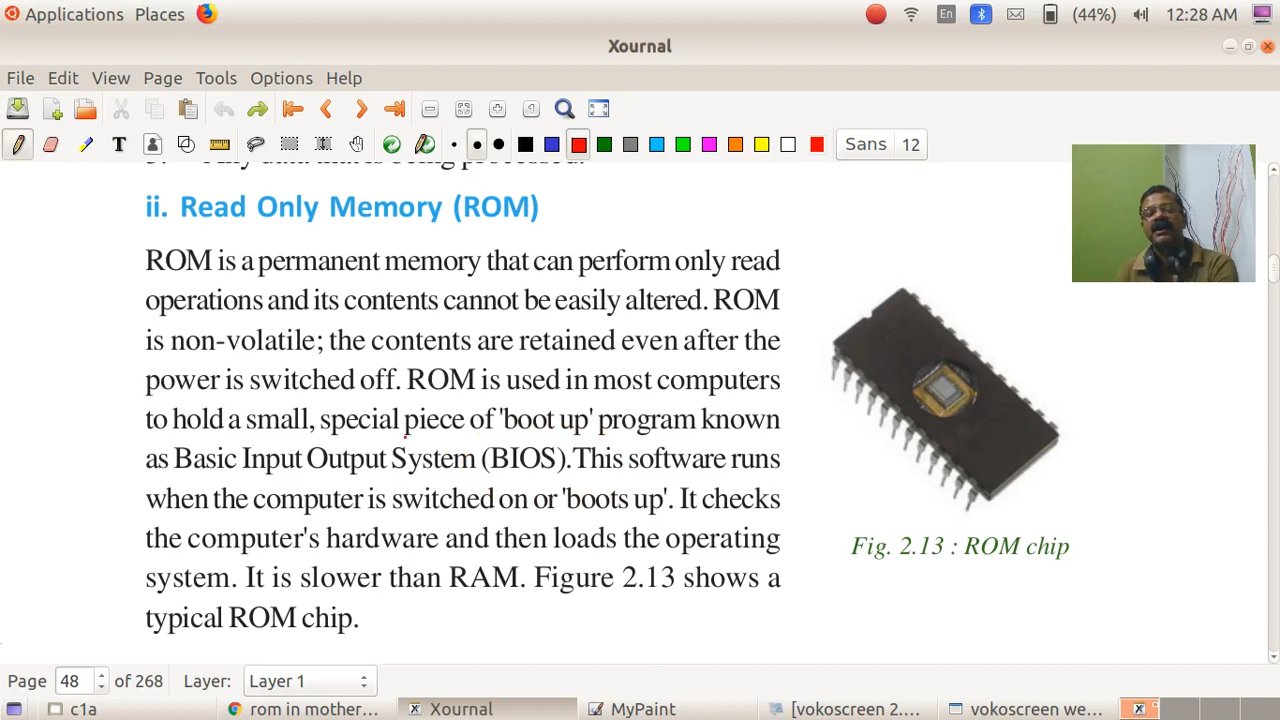 Applications Places En (44%) 12:28 AM
Xournal
File Edit View Page Tools Options Help
T Sans 12
data that is being processed.
ii. Read Only Memory (ROM)
ROM is a permanent memory that can perform only read
operations and its contents cannot be easily altered. ROM
is non-volatile; the contents are retained even after the
power is switched off. ROM is used in most computers
to hold a small, special piece of 'boot up' program known
as Basic Input Output System (BIOS).This software runs
when the computer is switched on or 'boots up'. It checks
the computer's hardware and then loads the operating
system. It is slower than RAM. Figure 2.13 shows a
typical ROM chip.
Fig. 2.13 : ROM chip
Page 48 of 268 Layer: Layer 1
c1a rom in mother... Xournal MyPaint [vokoscreen 2.... vokoscreen we...